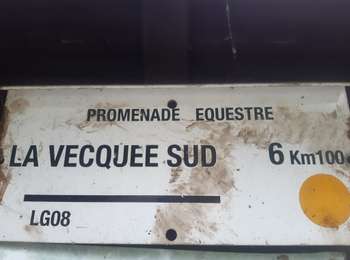 PROMENADE EQUESTRE
LA VECQUEE SUD 6 Km100
LG08